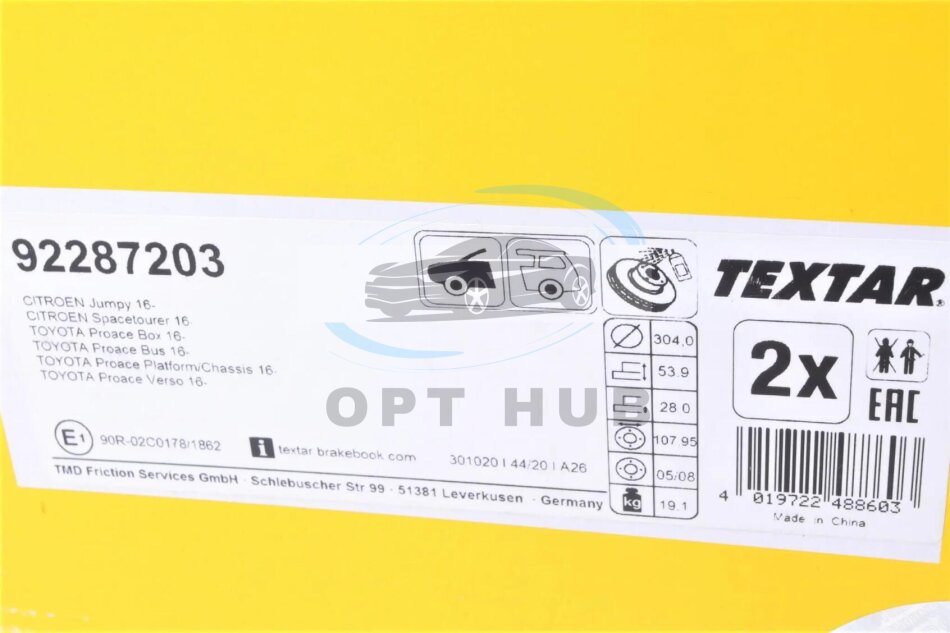 92287203
CITROEN Jumpy 16-
CITROEN Spacetourer 16-
TOYOTA Proace Box 16-
TOYOTA Proace Bus 16-
TOYOTA Proace Platform/Chassis 16-
TOYOTA Proace Verso 16-
E1 90R-02C0178/1862
i textar brakebook.com
301020 | 44/20 | A26
TMD Friction Services GmbH · Schlebuscher Str 99 · 51381 Leverkusen · Germany
304,0
53.9
28.0
107.95
05/08
kg 19.1
TEXTAR®
2x
EAC
4 019722 488603
Made in China
OPT HUB